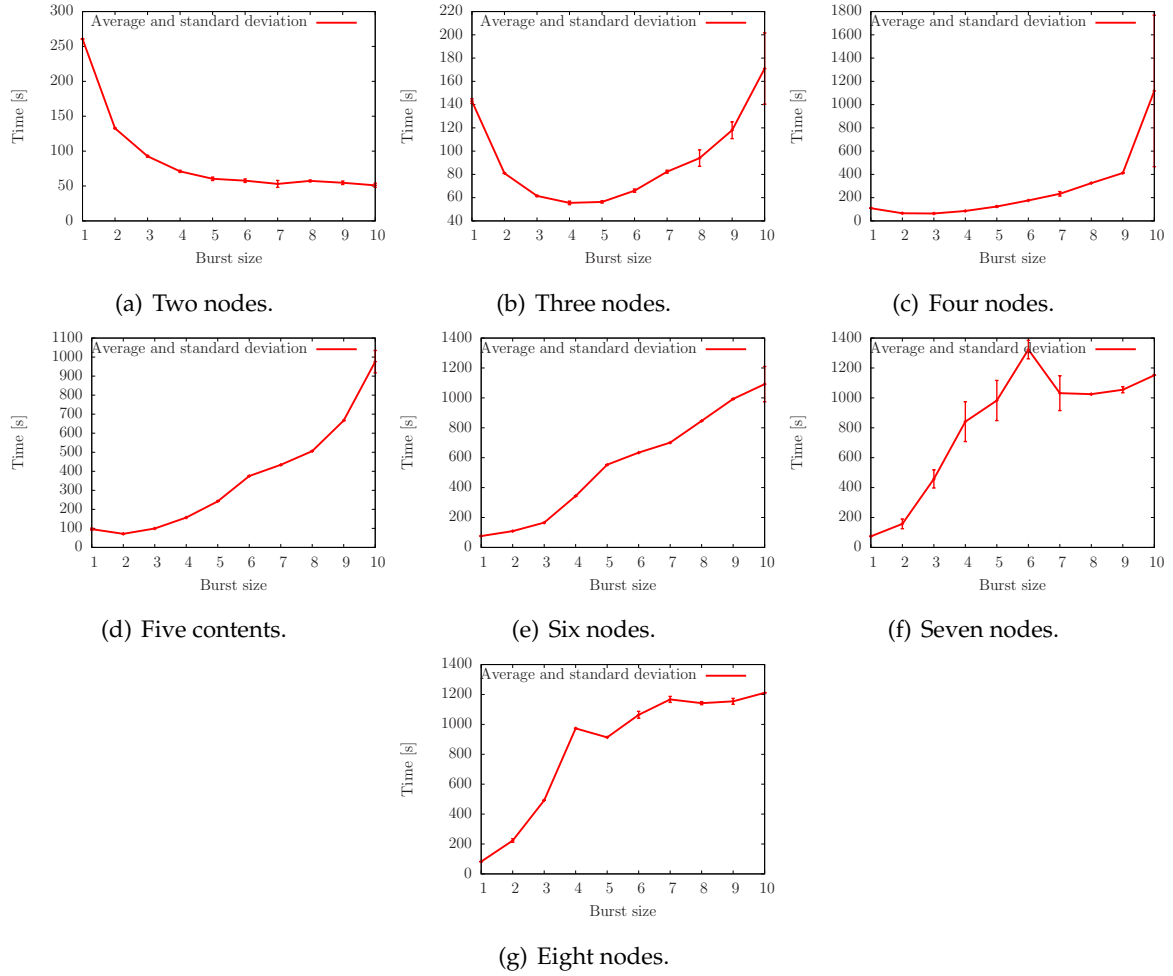 Average and standard deviation
Time [s]
300
250
200
150
100
50
0
1 2 3 4 5 6 7 8 9 10
Burst size
(a) Two nodes.
Average and standard deviation
Time [s]
220
200
180
160
140
120
100
80
60
40
1 2 3 4 5 6 7 8 9 10
Burst size
(b) Three nodes.
Average and standard deviation
Time [s]
1800
1600
1400
1200
1000
800
600
400
200
0
1 2 3 4 5 6 7 8 9 10
Burst size
(c) Four nodes.
Average and standard deviation
Time [s]
1100
1000
900
800
700
600
500
400
300
200
100
0
1 2 3 4 5 6 7 8 9 10
Burst size
(d) Five contents.
Average and standard deviation
Time [s]
1400
1200
1000
800
600
400
200
0
1 2 3 4 5 6 7 8 9 10
Burst size
(e) Six nodes.
Average and standard deviation
Time [s]
1400
1200
1000
800
600
400
200
0
1 2 3 4 5 6 7 8 9 10
Burst size
(f) Seven nodes.
Average and standard deviation
Time [s]
1400
1200
1000
800
600
400
200
0
1 2 3 4 5 6 7 8 9 10
Burst size
(g) Eight nodes.